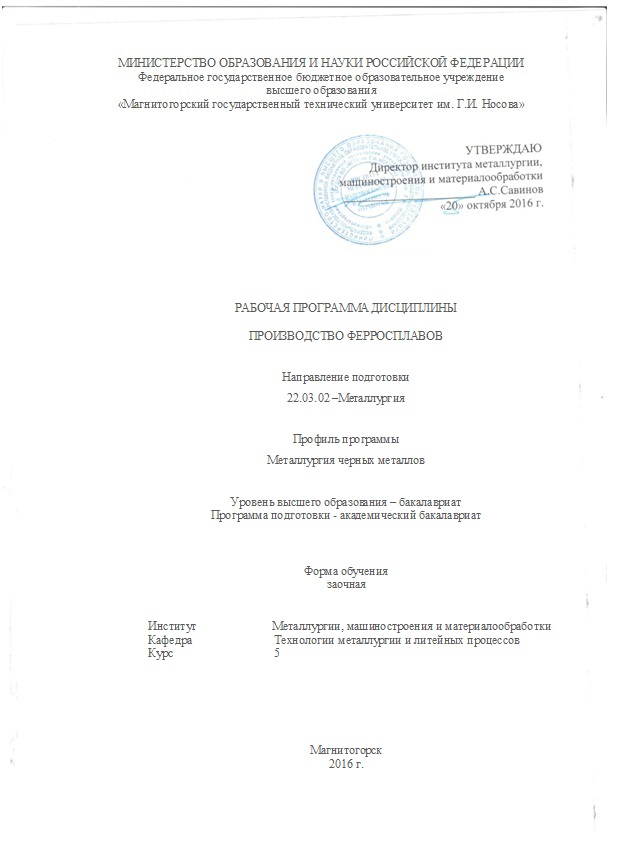 МИНИСТЕРСТВО ОБРАЗОВАНИЯ И НАУКИ РОССИЙСКОЙ ФЕДЕРАЦИИ
Федеральное государственное бюджетное образовательное учреждение
высшего образования
«Магнитогорский государственный технический университет им. Г.И. Носова»
УТВЕРЖДАЮ
Директор института металлургии,
машиностроения и материалообработки
А.С.Савинов
«20» октября 2016 г.
РАБОЧАЯ ПРОГРАММА ДИСЦИПЛИНЫ
ПРОИЗВОДСТВО ФЕРРОСПЛАВОВ
Направление подготовки
22.03.02 –Металлургия
Профиль программы
Металлургия черных металлов
Уровень высшего образования – бакалавриат
Программа подготовки - академический бакалавриат
Форма обучения
заочная
Институт Металлургии, машиностроения и материалообработки
Кафедра Технологии металлургии и литейных процессов
Курс 5
Магнитогорск
2016 г.